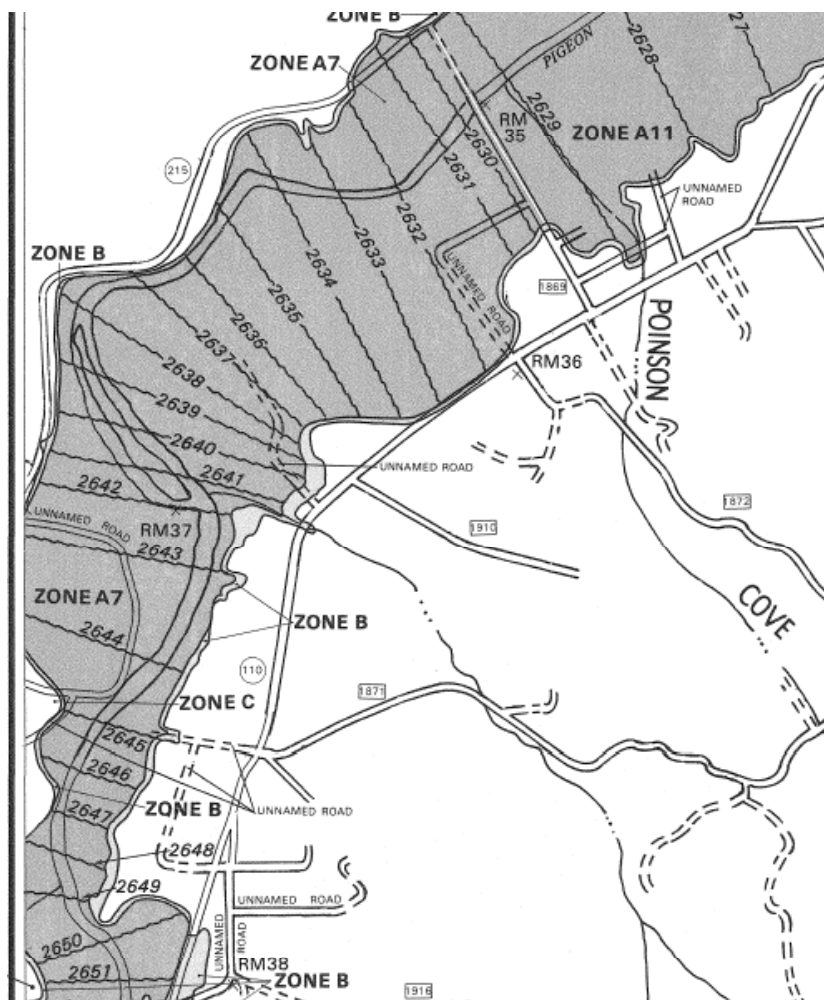 ZONE B
27
2628
PIGEON
ZONE A7
2629
RM
35
ZONE A11
2630
215
2631
UNNAMED
ROAD
2632
2633
ZONE B
2634
UNNAMED ROAD
1869
2635
POINSON
2636
2637
RM36
2638
2639
2640
2641
UNNAMED ROAD
2642
1872
UNNAMED ROAD
RM37
1910
2643
ZONE A7
COVE
ZONE B
2644
110
1871
ZONE C
2645
2646
ZONE B
UNNAMED ROAD
2647
2648
2649
UNNAMED ROAD
UNNAMED
ROAD
2650
RM38
2651
ZONE B
1916